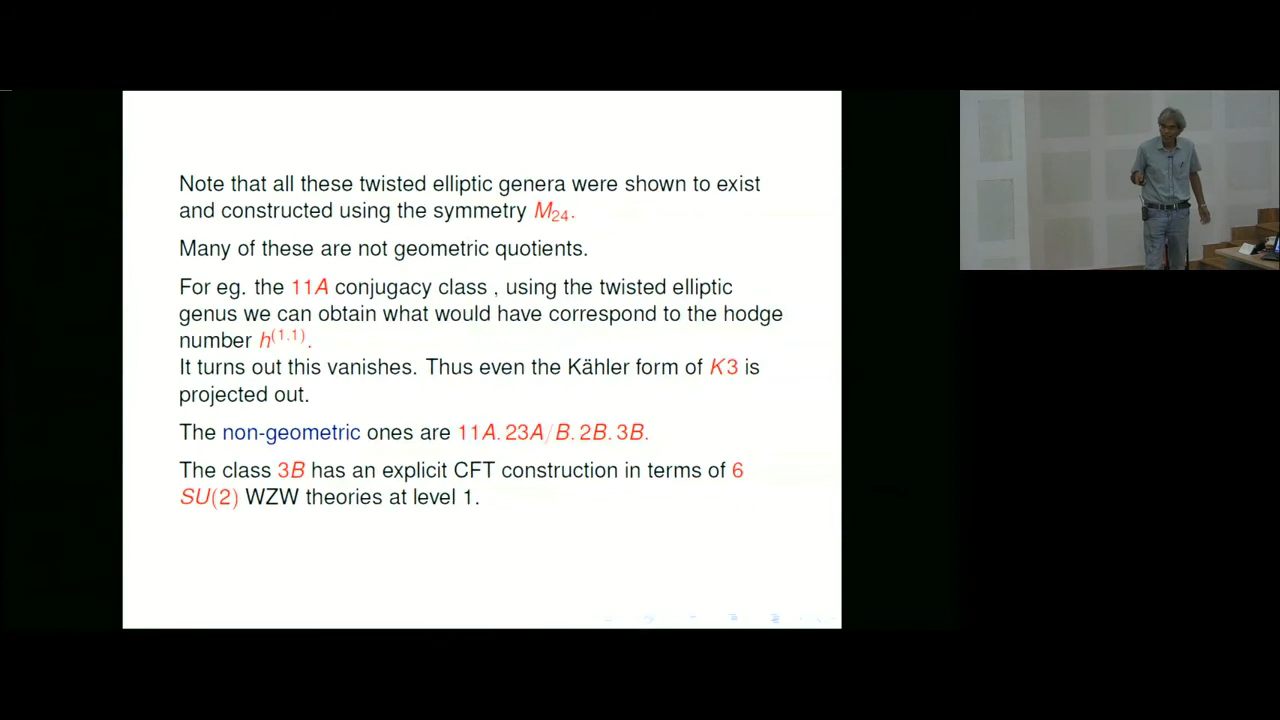 Note that all these twisted elliptic genera were shown to exist
and constructed using the symmetry M₂₄.
Many of these are not geometric quotients.
For eg. the 11A conjugacy class , using the twisted elliptic
genus we can obtain what would have correspond to the hodge
number h⁽¹·¹⁾.
It turns out this vanishes. Thus even the Kähler form of K3 is
projected out.
The non-geometric ones are 11A. 23A/B. 2B. 3B.
The class 3B has an explicit CFT construction in terms of 6
SU(2) WZW theories at level 1.